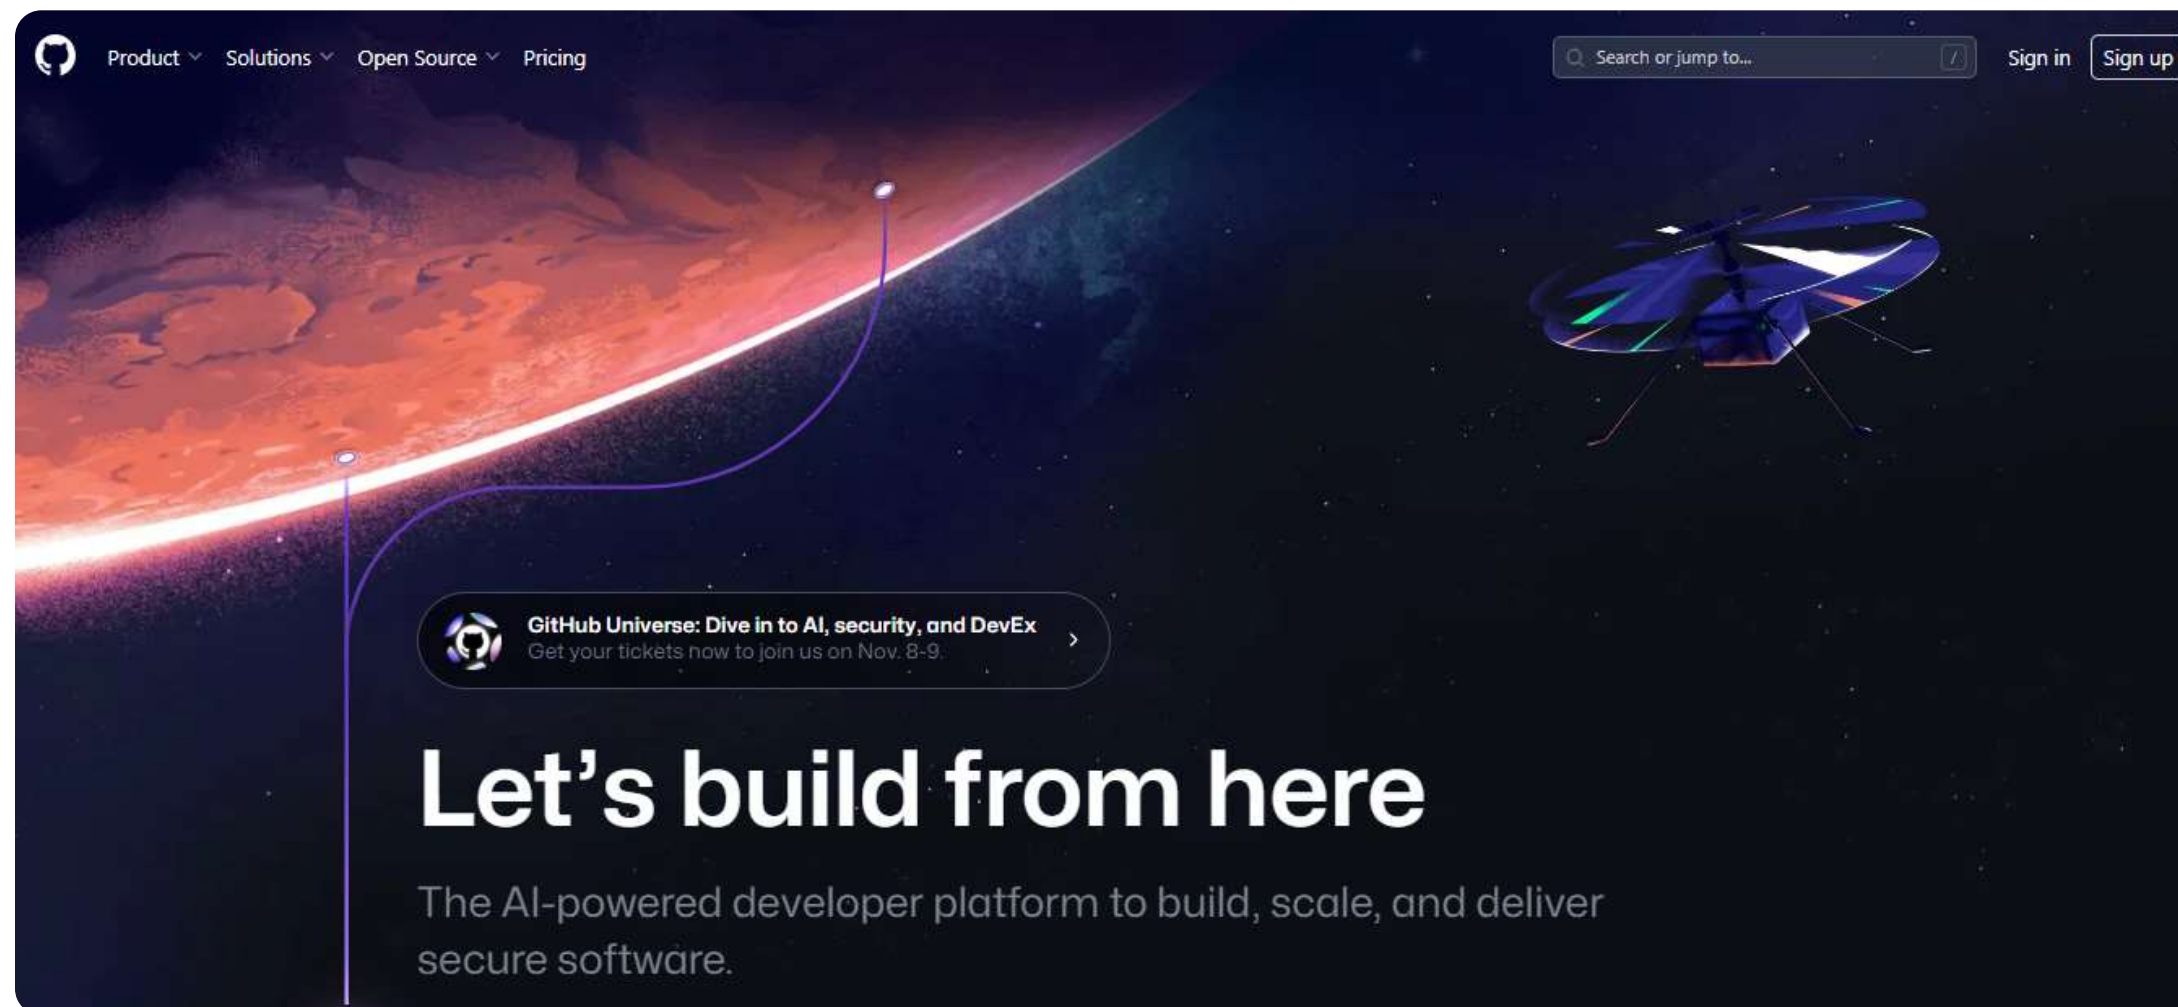 Product Solutions Open Source Pricing Search or jump to... / Sign in Sign up
GitHub Universe: Dive in to AI, security, and DevEx
Get your tickets now to join us on Nov. 8-9.
Let's build from here
The AI-powered developer platform to build, scale, and deliver
secure software.